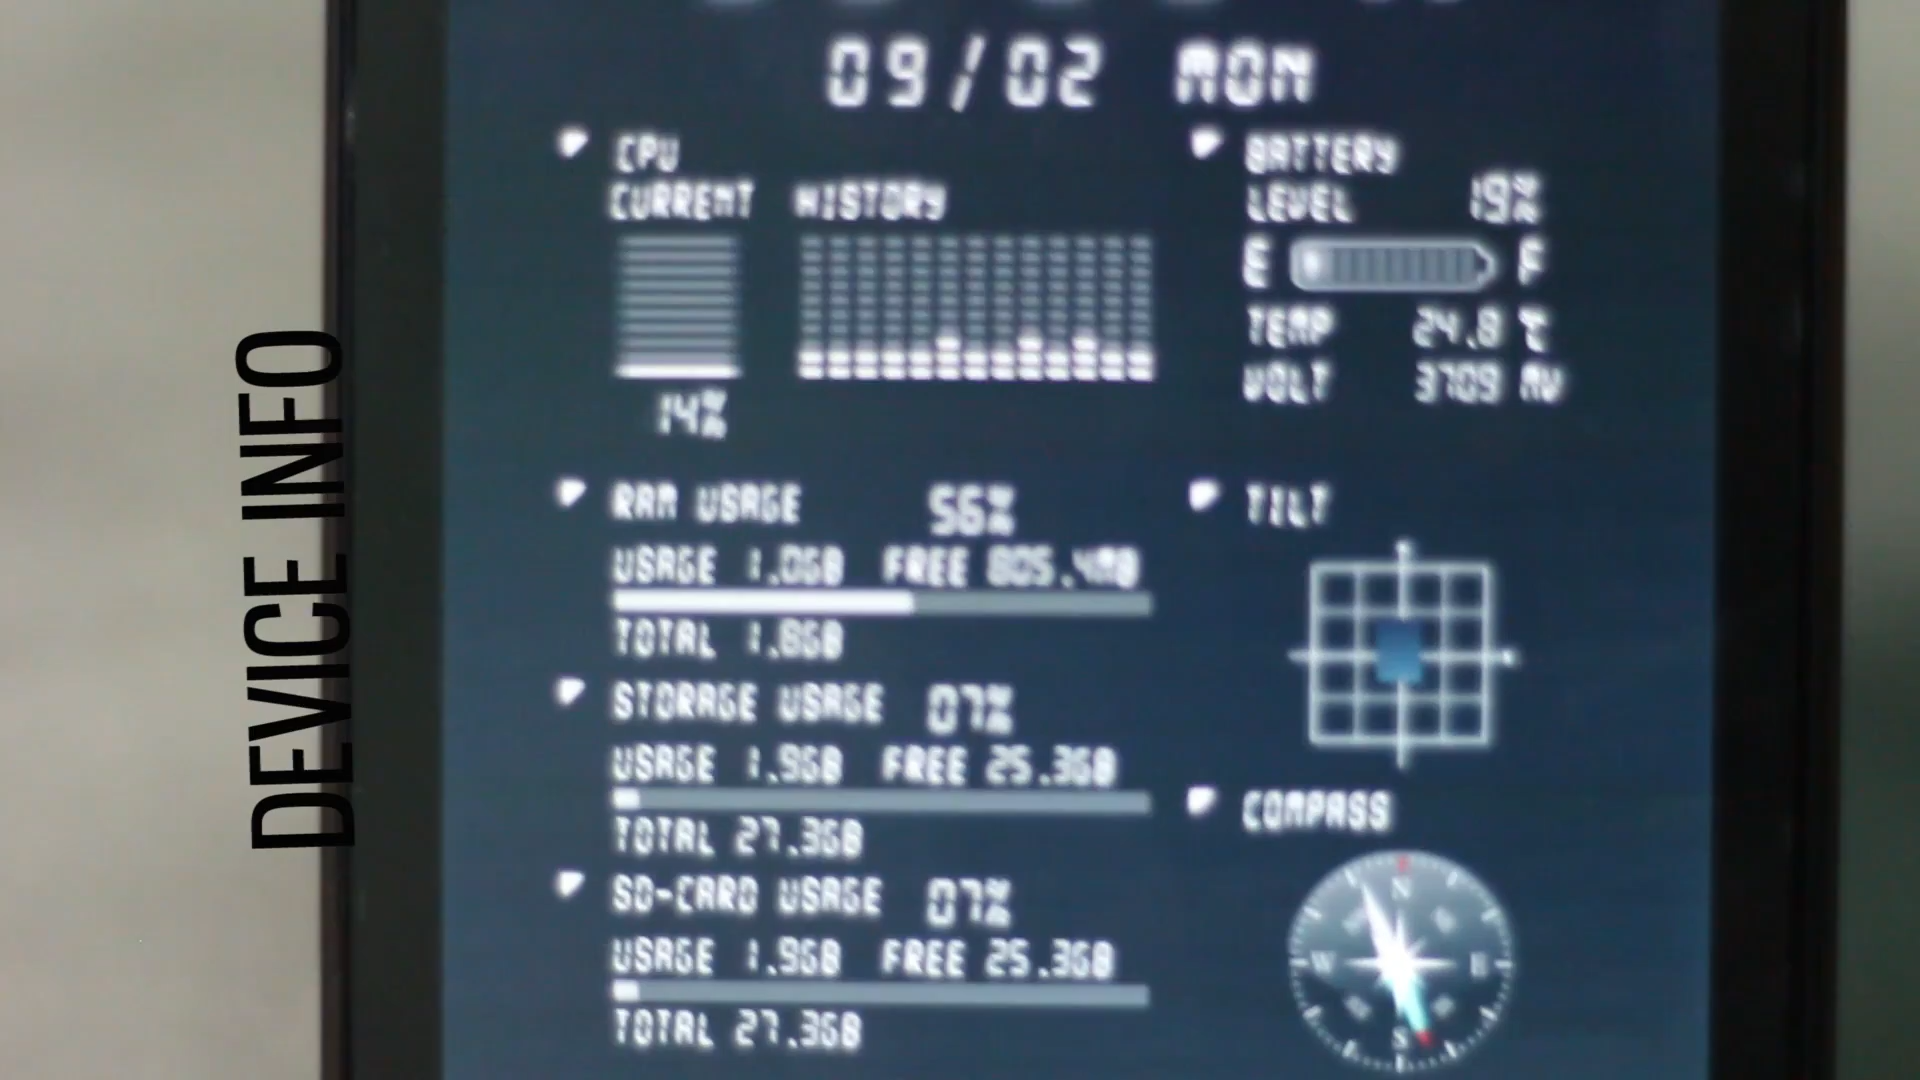 DEVICE INFO
09/02 MON
CPU
CURRENT HISTORY
14%
BATTERY
LEVEL 19%
E F
TEMP 24.8 ℃
VOLT 3709 MV
RAM USAGE 56%
USAGE 1.0GB FREE 805.4MB
TOTAL 1.8GB
STORAGE USAGE 07%
USAGE 1.9GB FREE 25.3GB
TOTAL 27.3GB
SD-CARD USAGE 07%
USAGE 1.9GB FREE 25.3GB
TOTAL 27.3GB
TILT
COMPASS
N
W E
S